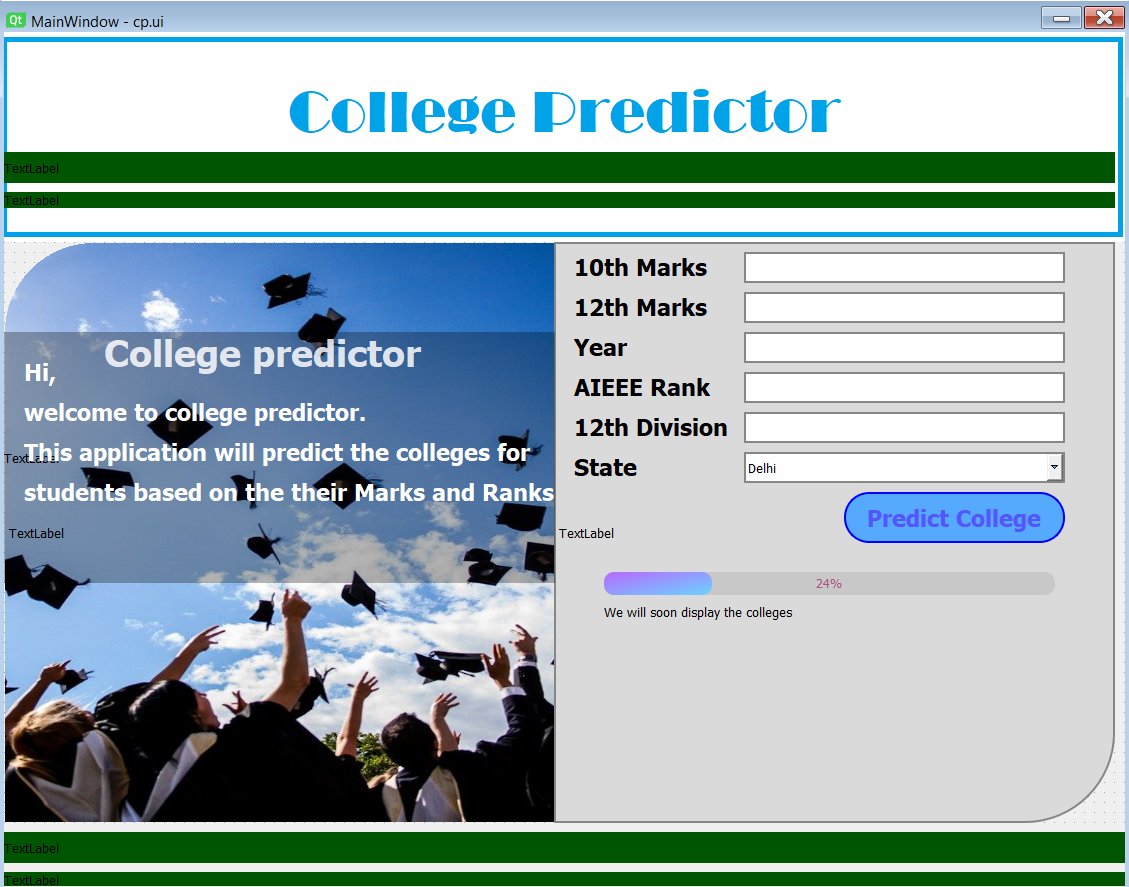 Qt MainWindow - cp.ui
College Predictor
TextLabel
TextLabel
College predictor
Hi,
welcome to college predictor.
This application will predict the colleges for
TextLabel
students based on the their Marks and Ranks
TextLabel
10th Marks
12th Marks
Year
AIEEE Rank
12th Division
State
Delhi
Predict College
TextLabel
24%
We will soon display the colleges
TextLabel
TextLabel